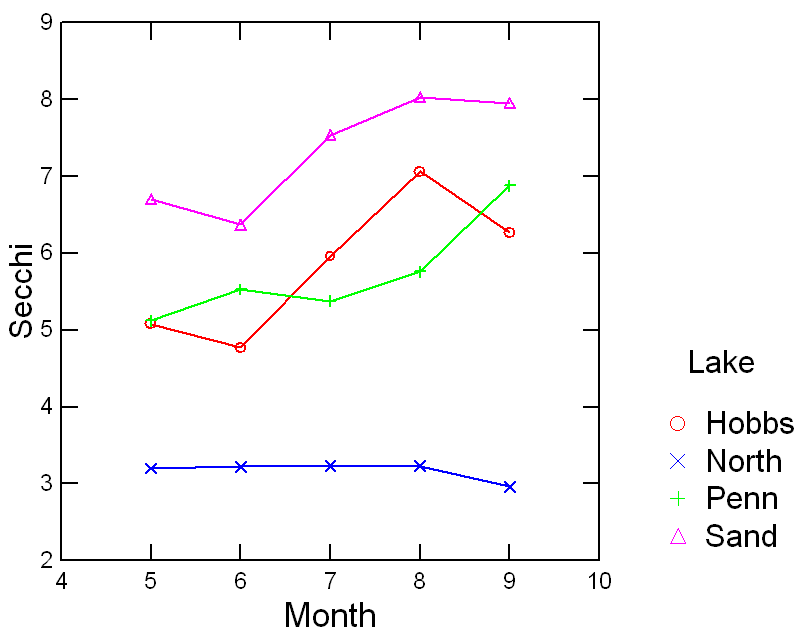 9
8
7
6
5
4
3
2
Secchi
4 5 6 7 8 9 10
Month
Lake
Hobbs
North
Penn
Sand